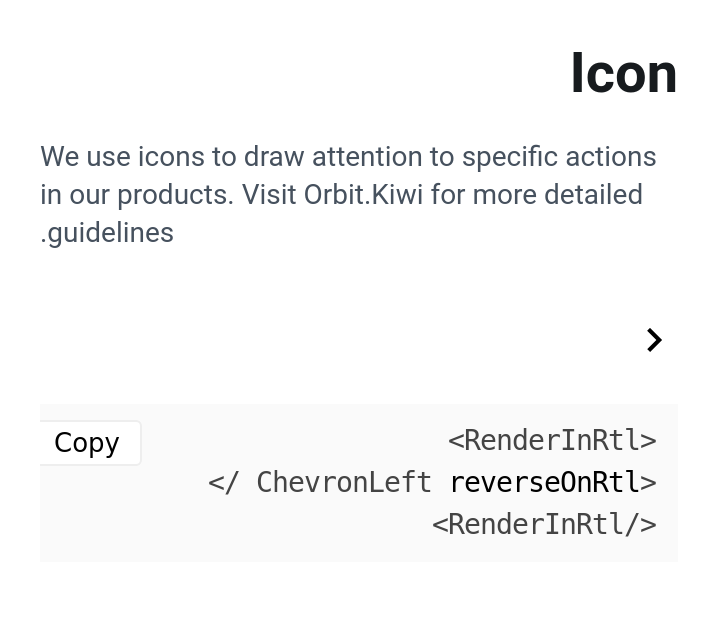 Icon
We use icons to draw attention to specific actions
in our products. Visit Orbit.Kiwi for more detailed
.guidelines
Copy
<RenderInRtl>
</ ChevronLeft reverseOnRtl>
<RenderInRtl/>